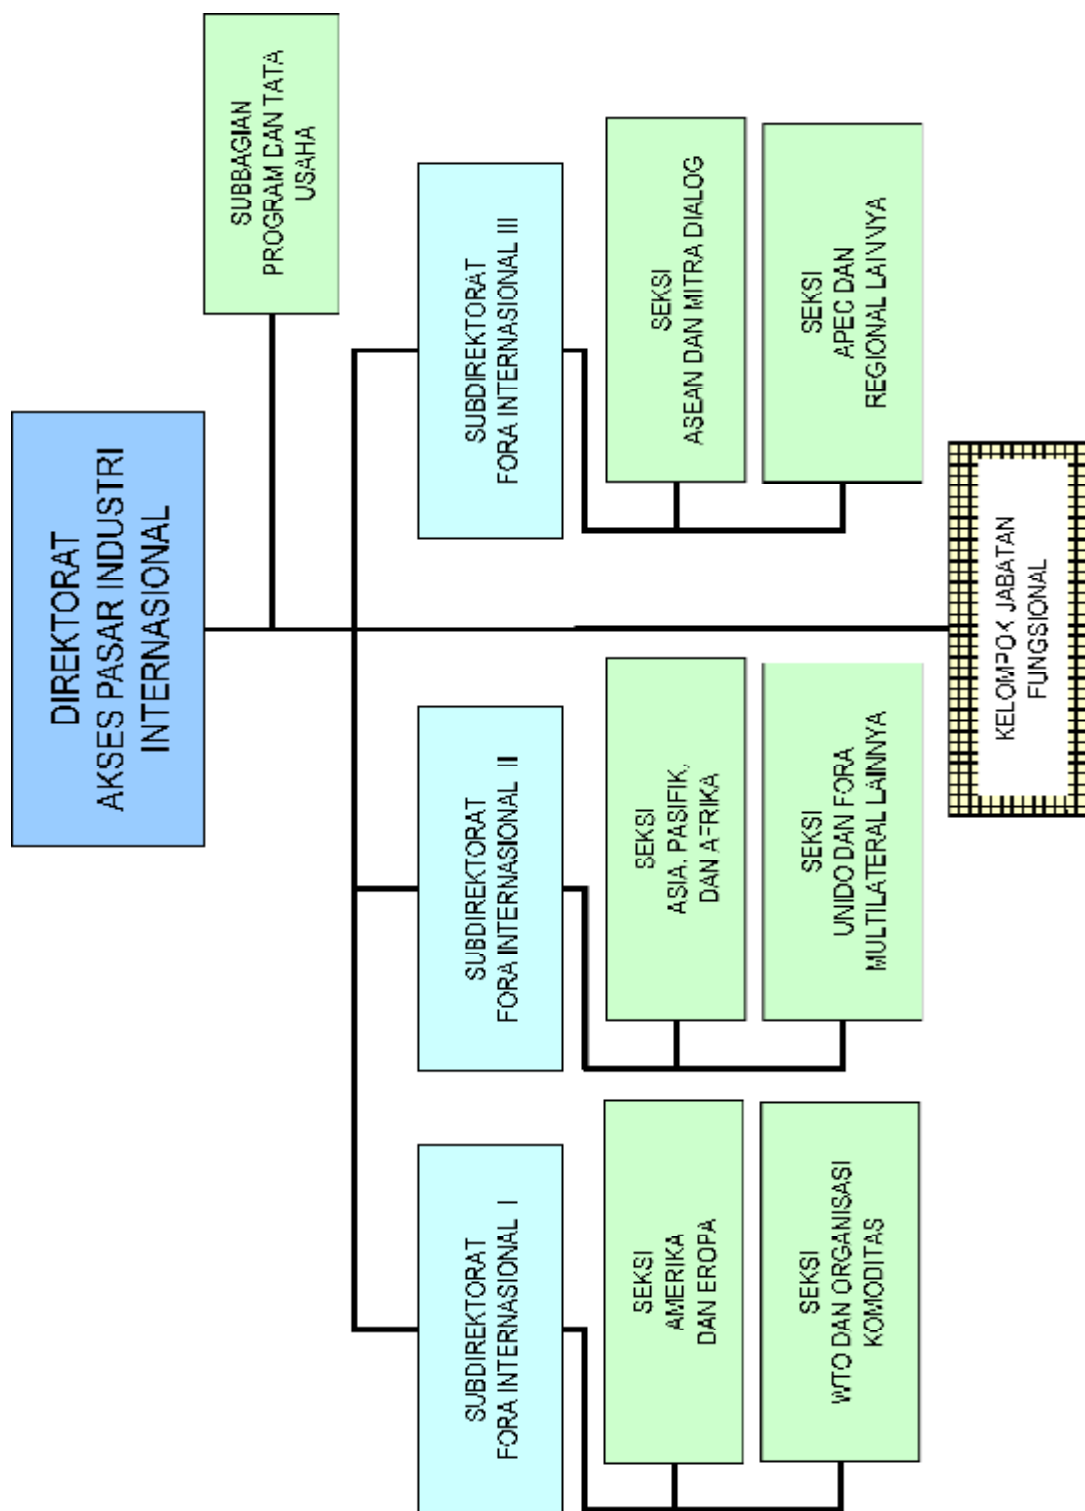 DIREKTORAT
AKSES PASAR INDUSTRI
INTERNASIONAL
SUBBAGIAN
PROGRAM DAN TATA
USAHA
SUBDIREKTORAT
FORA INTERNASIONAL I
SUBDIREKTORAT
FORA INTERNASIONAL II
SUBDIREKTORAT
FORA INTERNASIONAL III
SEKSI
AMERIKA
DAN EROPA
SEKSI
ASIA, PASIFIK,
DAN AFRIKA
SEKSI
ASEAN DAN MITRA DIALOG
SEKSI
WTO DAN ORGANISASI
KOMODITAS
SEKSI
UNIDO DAN FORA
MULTILATERAL LAINNYA
SEKSI
APEC DAN
REGIONAL LAINNYA
KELOMPOK JABATAN
FUNGSIONAL